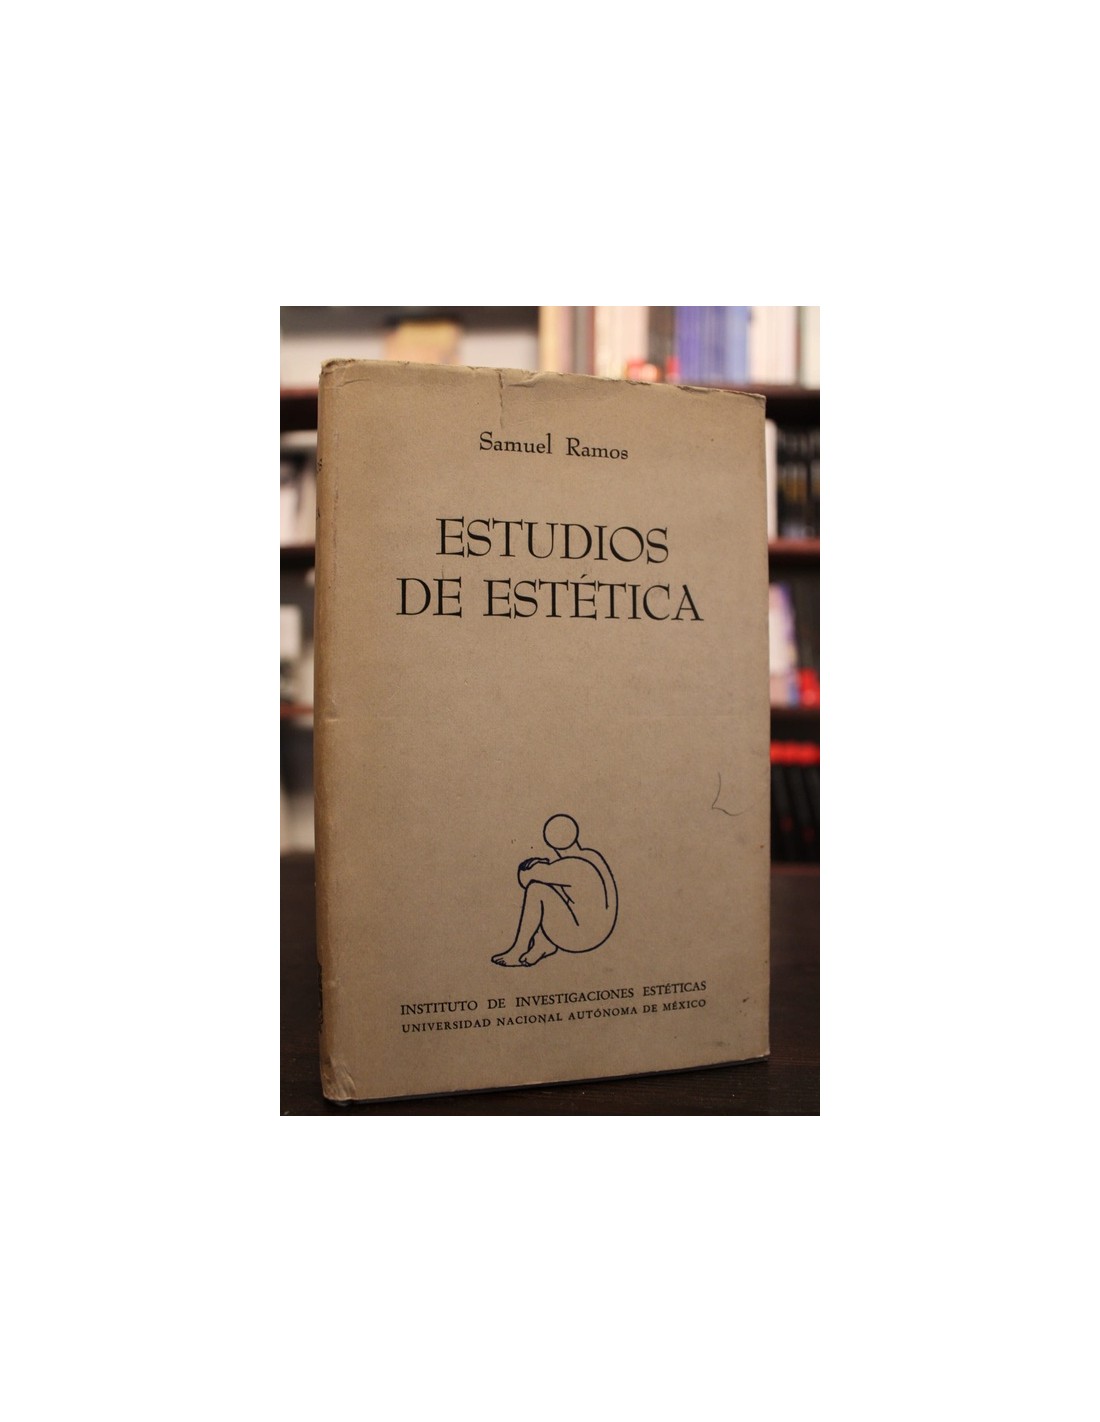 Samuel Ramos
ESTUDIOS
DE ESTÉTICA
INSTITUTO DE INVESTIGACIONES ESTÉTICAS
UNIVERSIDAD NACIONAL AUTÓNOMA DE MÉXICO